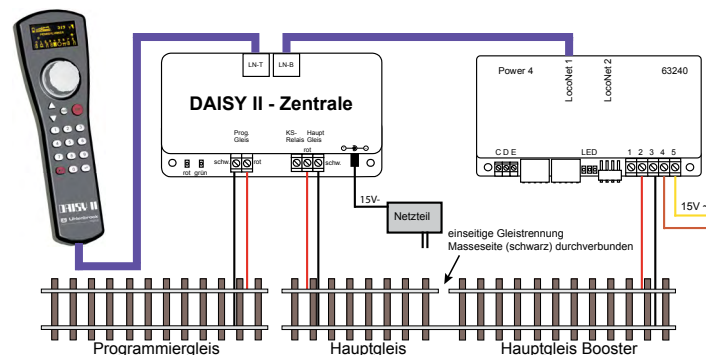 LN-T
LN-B
DAISY II - Zentrale
Prog.
Gleis
KS-
Relais
Haupt
Gleis
rot
schw.
rot
schw.
rot grün
15V-
Netzteil
Power 4
LocoNet 1
LocoNet 2
63240
C D E
LED
1 2 3 4 5
15V ~
einseitige Gleistrennung
Masseseite (schwarz) durchverbunden
DAISY II
Uhlenbrock
Programmiergleis
Hauptgleis
Hauptgleis Booster